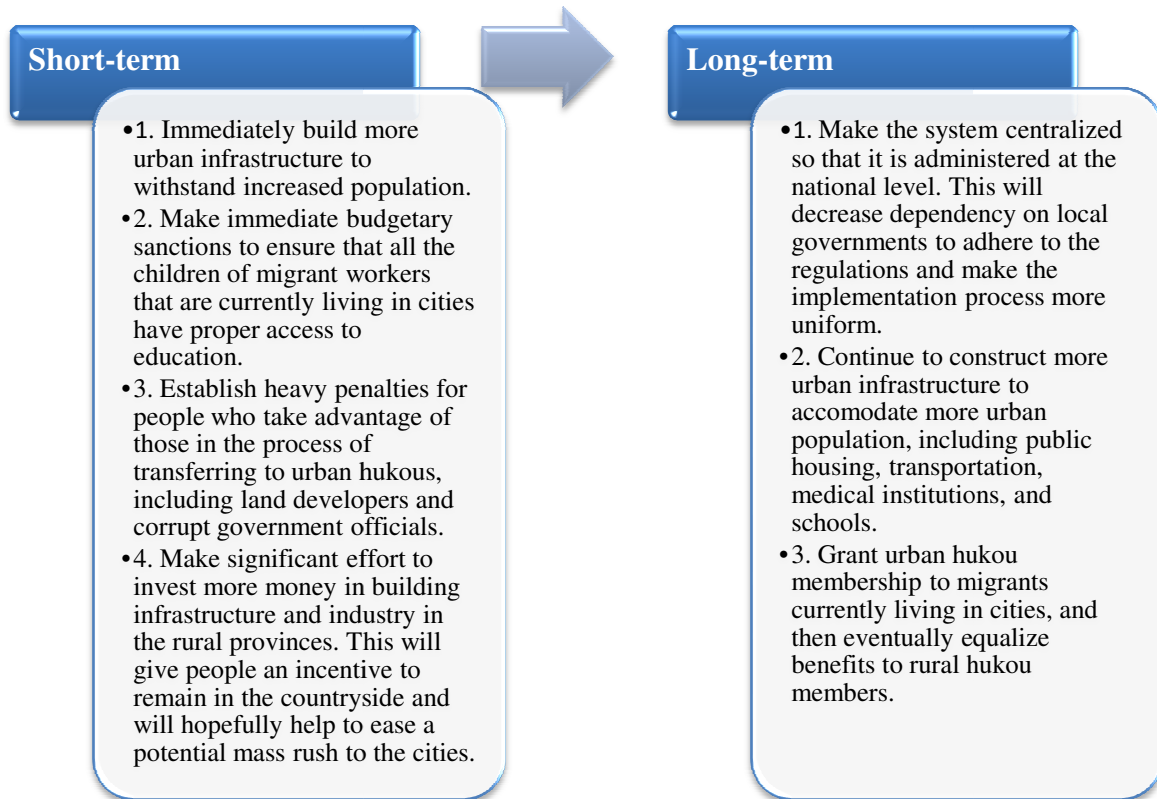 Short-term
•1. Immediately build more
urban infrastructure to
withstand increased population.
•2. Make immediate budgetary
sanctions to ensure that all the
children of migrant workers
that are currently living in cities
have proper access to
education.
•3. Establish heavy penalties for
people who take advantage of
those in the process of
transferring to urban hukous,
including land developers and
corrupt government officials.
•4. Make significant effort to
invest more money in building
infrastructure and industry in
the rural provinces. This will
give people an incentive to
remain in the countryside and
will hopefully help to ease a
potential mass rush to the cities.
Long-term
•1. Make the system centralized
so that it is administered at the
national level. This will
decrease dependency on local
governments to adhere to the
regulations and make the
implementation process more
uniform.
•2. Continue to construct more
urban infrastructure to
accomodate more urban
population, including public
housing, transportation,
medical institutions, and
schools.
•3. Grant urban hukou
membership to migrants
currently living in cities, and
then eventually equalize
benefits to rural hukou
members.